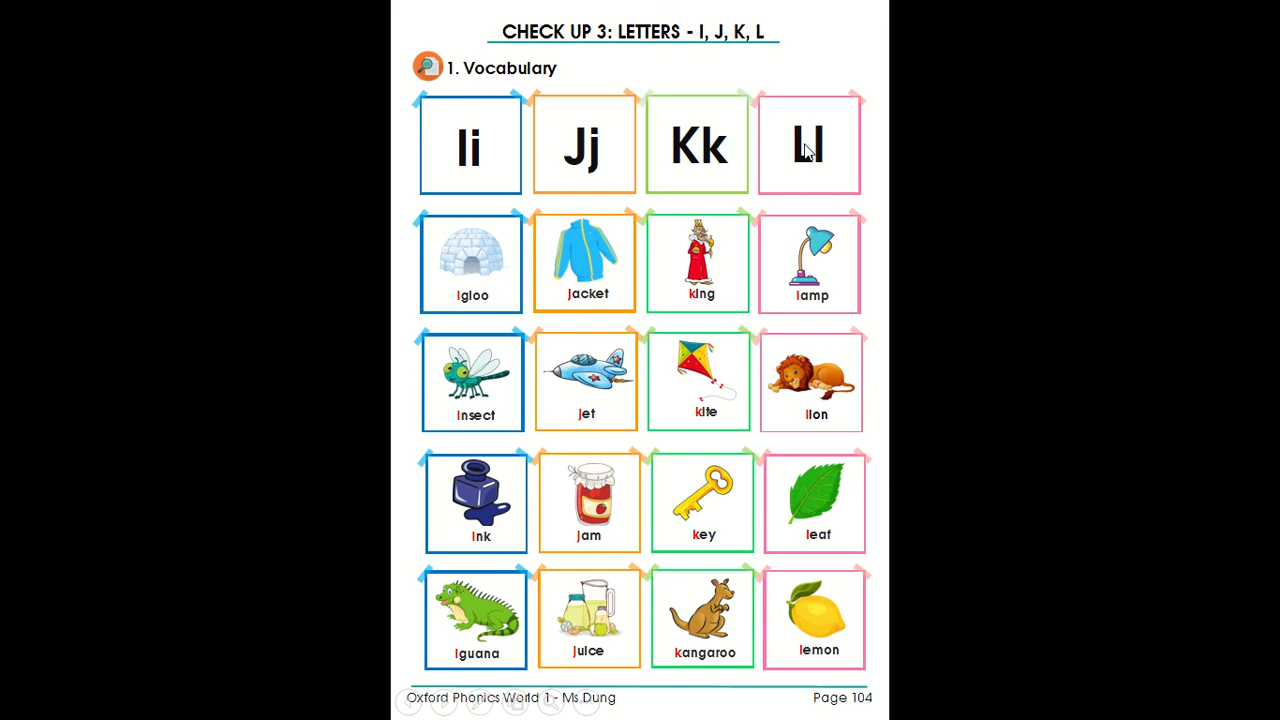 CHECK UP 3: LETTERS - I, J, K, L
1. Vocabulary
Ii Jj Kk Ll
Igloo jacket king lamp
Insect jet kite lion
Ink jam key leaf
Iguana juice kangaroo lemon
Oxford Phonics World 1 - Ms.Dung Page 104